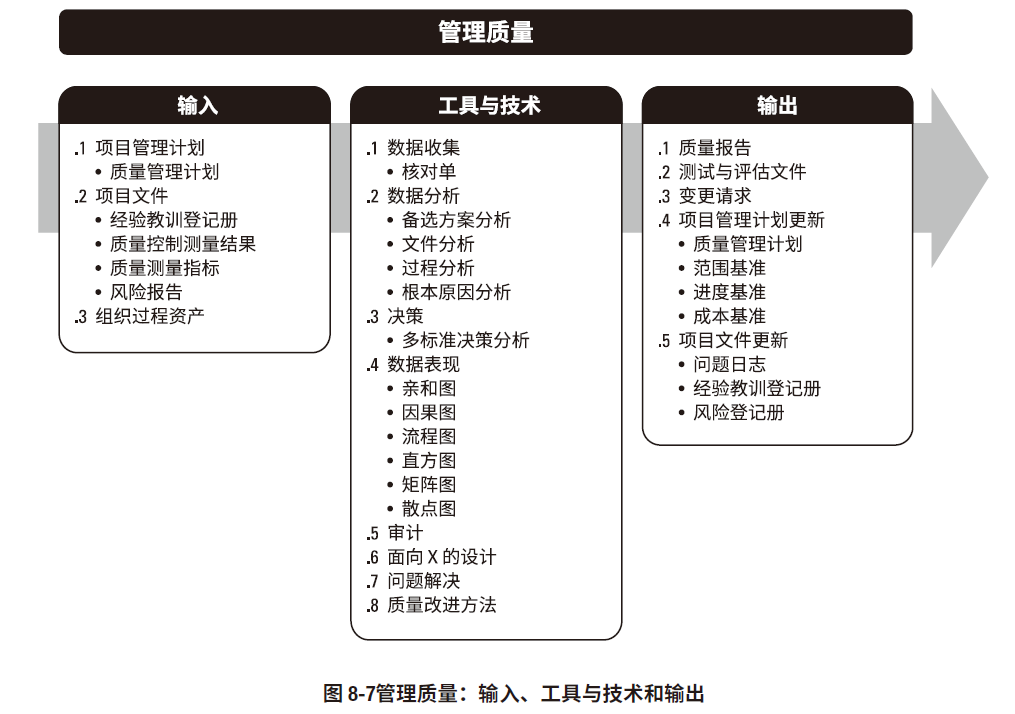 管理质量
输入
.1 项目管理计划
• 质量管理计划
.2 项目文件
• 经验教训登记册
• 质量控制测量结果
• 质量测量指标
• 风险报告
.3 组织过程资产
工具与技术
.1 数据收集
• 核对单
.2 数据分析
• 备选方案分析
• 文件分析
• 过程分析
• 根本原因分析
.3 决策
• 多标准决策分析
.4 数据表现
• 亲和图
• 因果图
• 流程图
• 直方图
• 矩阵图
• 散点图
.5 审计
.6 面向 X 的设计
.7 问题解决
.8 质量改进方法
输出
.1 质量报告
.2 测试与评估文件
.3 变更请求
.4 项目管理计划更新
• 质量管理计划
• 范围基准
• 进度基准
• 成本基准
.5 项目文件更新
• 问题日志
• 经验教训登记册
• 风险登记册
图 8-7管理质量：输入、工具与技术和输出